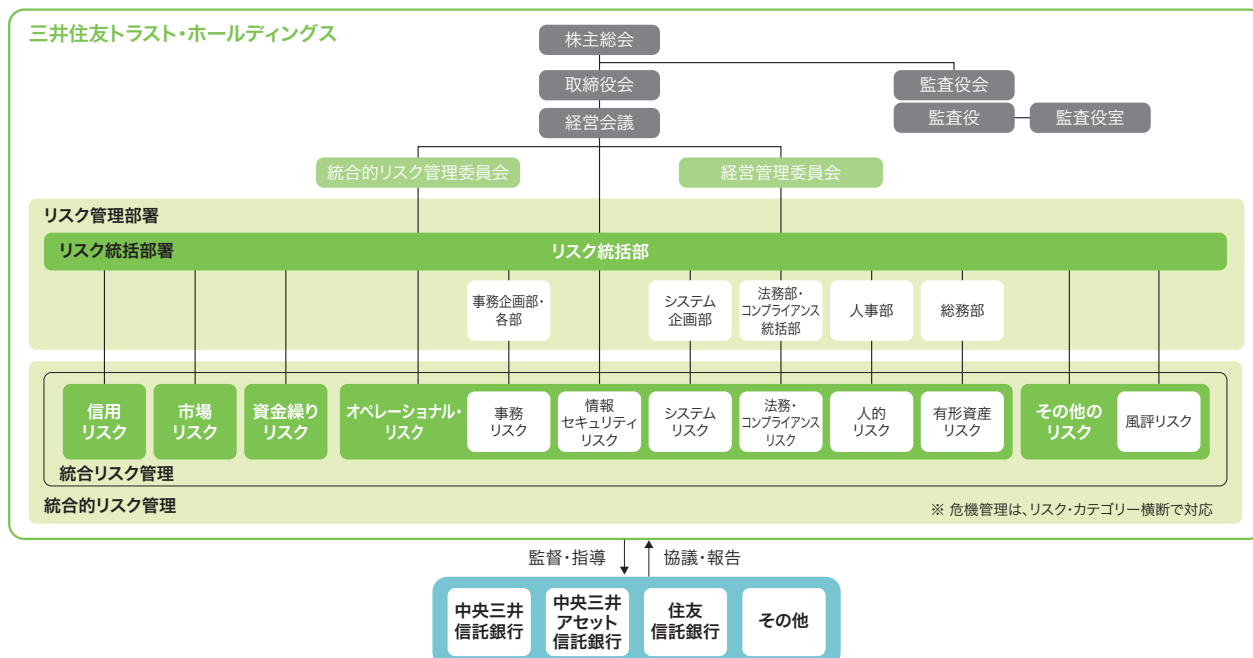 三井住友トラスト・ホールディングス
株主総会
取締役会
監査役会
経営会議
監査役
監査役室
統合的リスク管理委員会
経営管理委員会
リスク管理部署
リスク統括部署
リスク統括部
事務企画部・
各部
システム
企画部
法務部・
コンプライアンス
統括部
人事部
総務部
信用
リスク
市場
リスク
資金繰り
リスク
オペレーショナル・
リスク
事務
リスク
情報
セキュリティ
リスク
システム
リスク
法務・
コンプライアンス
リスク
人的
リスク
有形資産
リスク
その他の
リスク
風評リスク
統合リスク管理
統合的リスク管理
※ 危機管理は、リスク・カテゴリー横断で対応
監督・指導
協議・報告
中央三井
信託銀行
中央三井
アセット
信託銀行
住友
信託銀行
その他